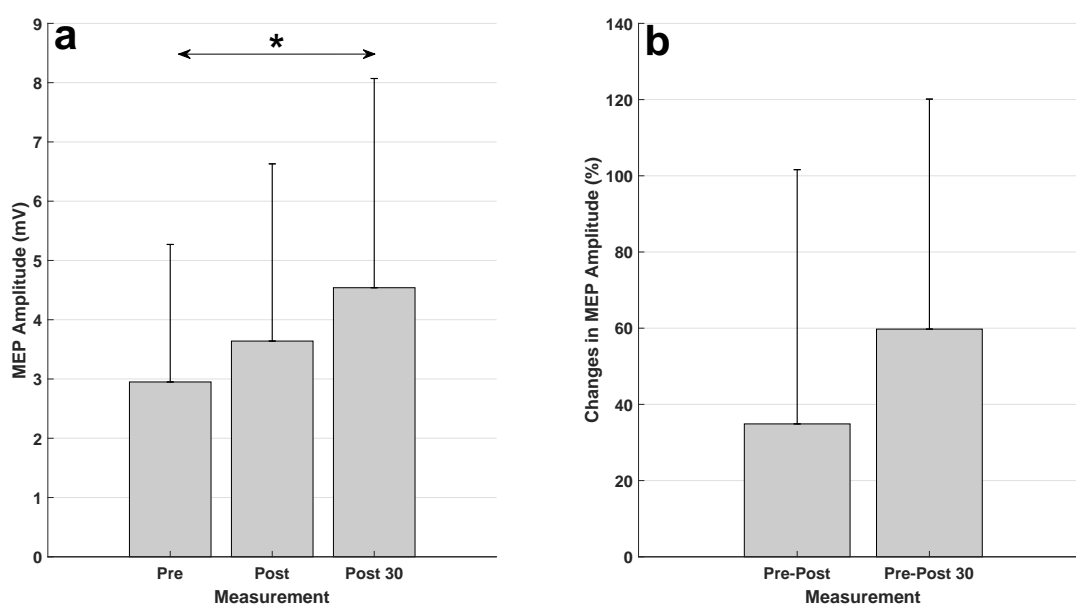 a
*
MEP Amplitude (mV)
9
8
7
6
5
4
3
2
1
0
Pre
Post
Post 30
Measurement
b
Changes in MEP Amplitude (%)
140
120
100
80
60
40
20
0
Pre-Post
Pre-Post 30
Measurement